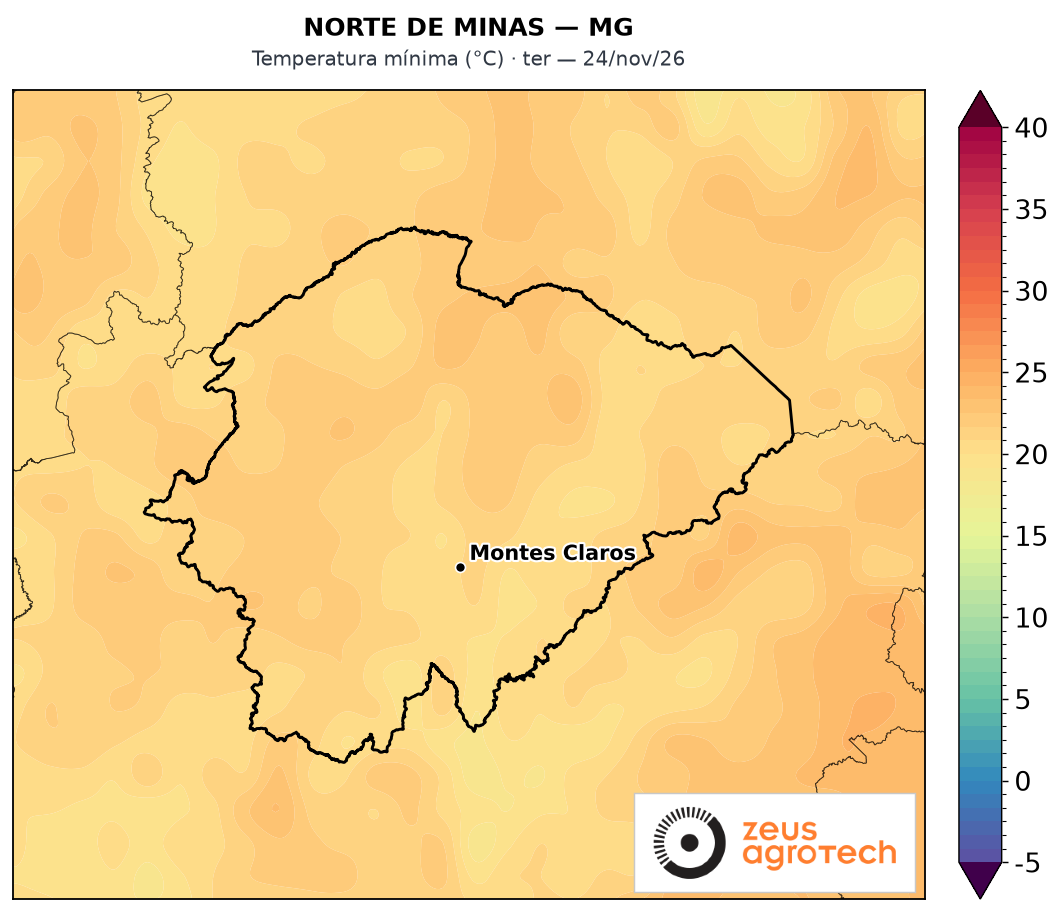 NORTE DE MINAS — MG
Temperatura mínima (°C) · ter — 24/nov/26
40
35
30
25
20
15
10
5
0
-5
Montes Claros
zeus
agrotech